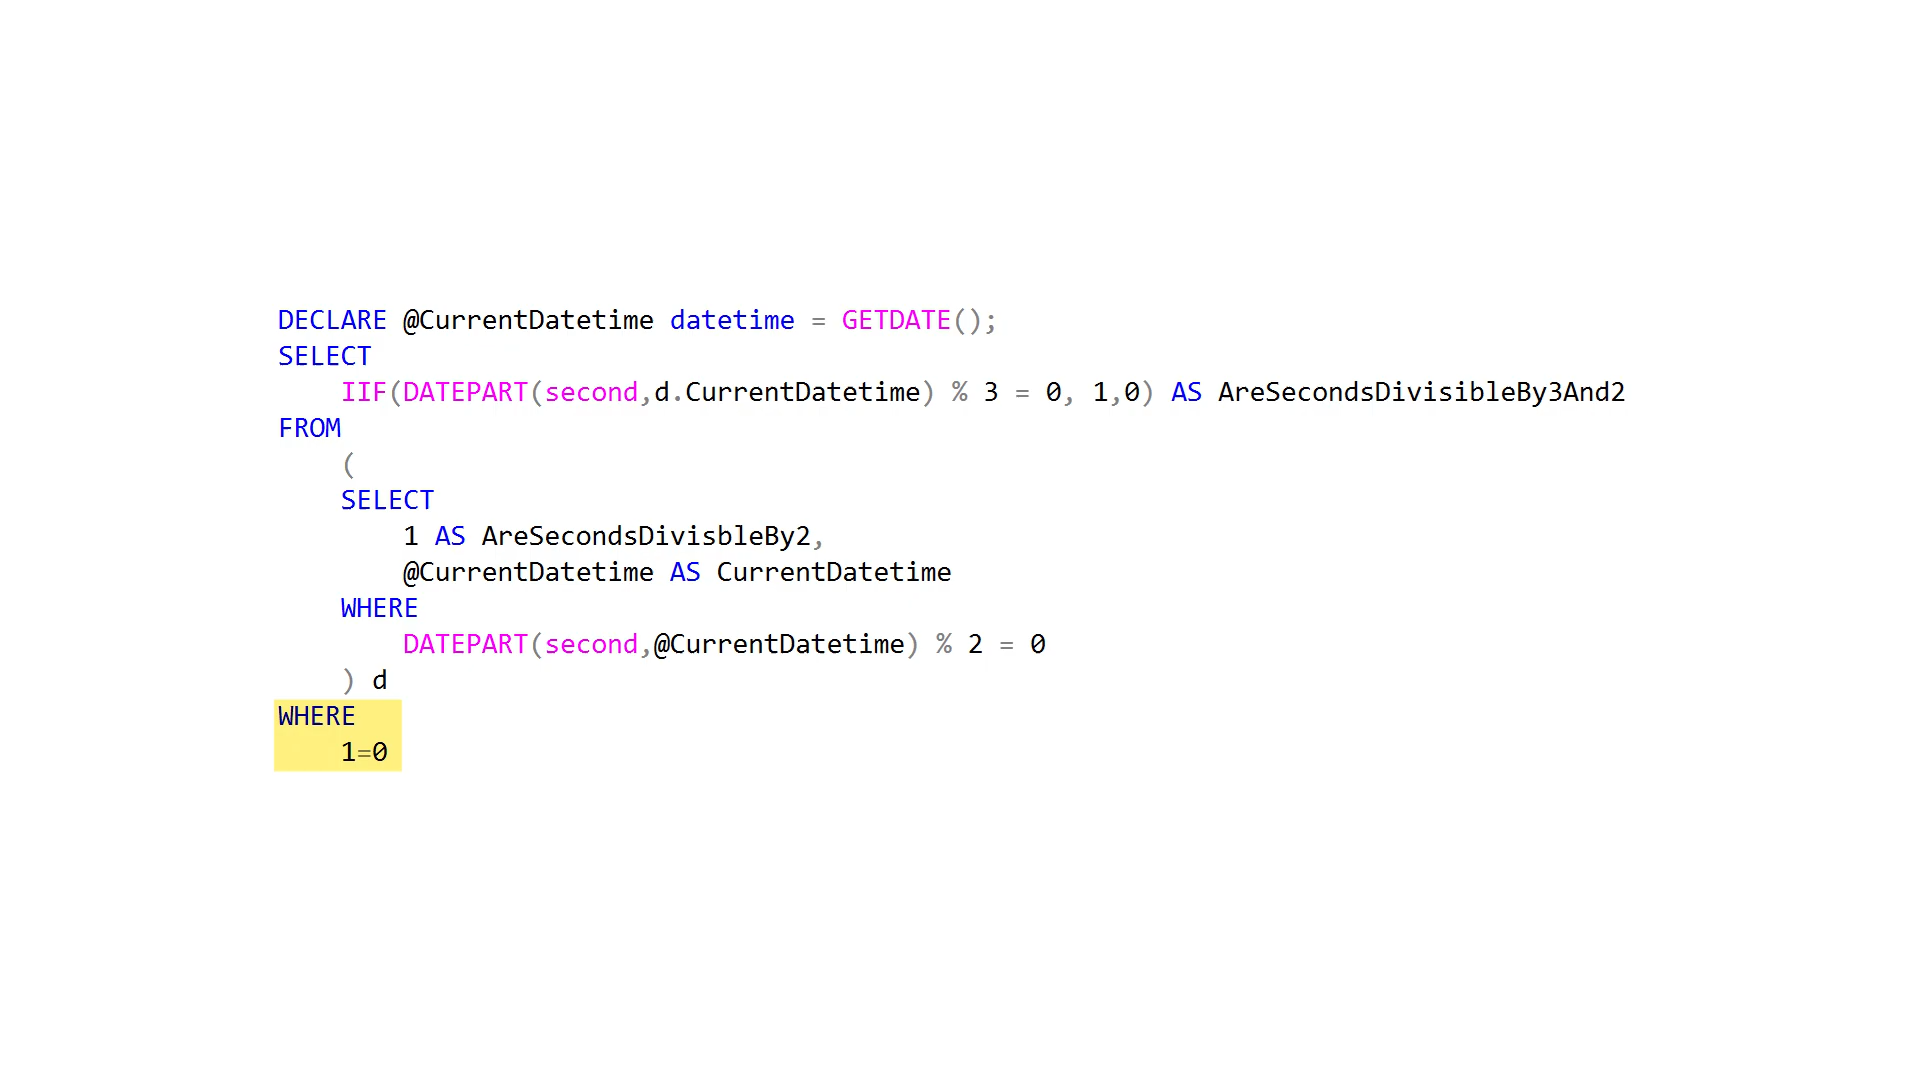 DECLARE @CurrentDatetime datetime = GETDATE();
SELECT
    IIF(DATEPART(second,d.CurrentDatetime) % 3 = 0, 1,0) AS AreSecondsDivisibleBy3And2
FROM
    (
    SELECT
        1 AS AreSecondsDivisbleBy2,
        @CurrentDatetime AS CurrentDatetime
    WHERE
        DATEPART(second,@CurrentDatetime) % 2 = 0
    ) d
WHERE
    1=0